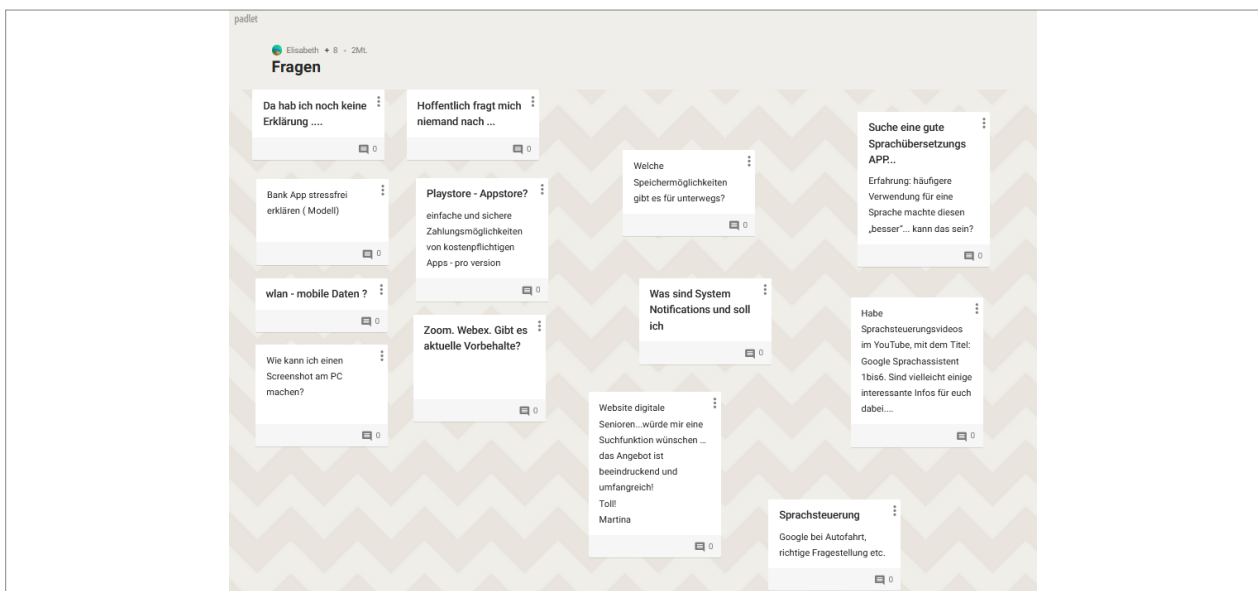 padlet
Elisabeth + 8 • 2Mt.
Fragen
Da hab ich noch keine
Erklärung ....
0
Hoffentlich fragt mich
niemand nach ...
0
Bank App stressfrei
erklären ( Modell)
0
Playstore - Appstore?
einfache und sichere
Zahlungsmöglichkeiten
von kostenpflichtigen
Apps - pro version
0
wlan - mobile Daten ?
0
Zoom. Webex. Gibt es
aktuelle Vorbehalte?
0
Wie kann ich einen
Screenshot am PC
machen?
0
Welche
Speichermöglichkeiten
gibt es für unterwegs?
0
Was sind System
Notifications und soll
ich
0
Website digitale
Senioren...würde mir eine
Suchfunktion wünschen ...
das Angebot ist
beeindruckend und
umfangreich!
Toll!
Martina
0
Suche eine gute
Sprachübersetzungs
APP...
Erfahrung: häufigere
Verwendung für eine
Sprache machte diesen
„besser“... kann das sein?
0
Habe
Sprachsteuerungsvideos
im YouTube, mit dem Titel:
Google Sprachassistent
1bis6. Sind vielleicht einige
interessante Infos für euch
dabei....
0
Sprachsteuerung
Google bei Autofahrt,
richtige Fragestellung etc.
0